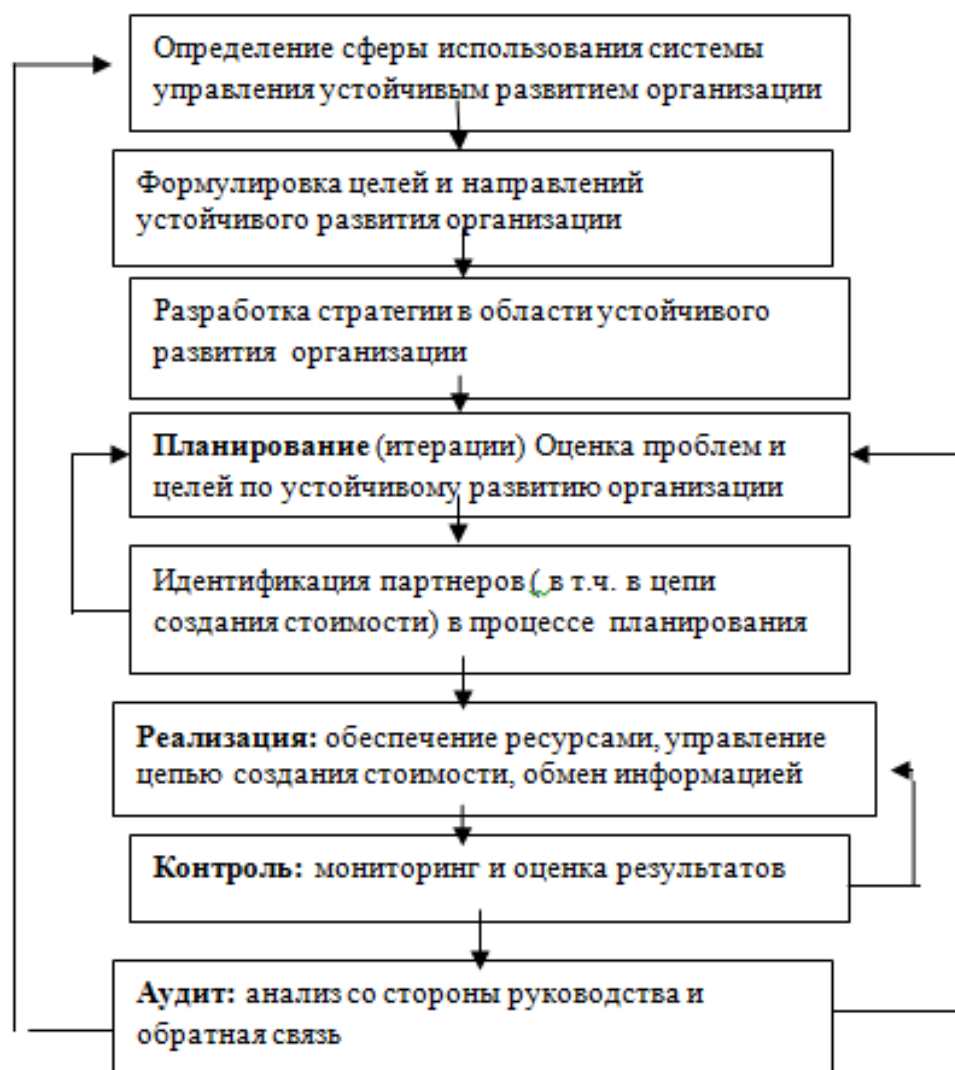 Определение сферы использования системы
управления устойчивым развитием организации
Формулировка целей и направлений
устойчивого развития организации
Разработка стратегии в области устойчивого
развития организации
Планирование (итерации) Оценка проблем и
целей по устойчивому развитию организации
Идентификация партнеров ( в т.ч. в цепи
создания стоимости) в процессе планирования
Реализация: обеспечение ресурсами, управление
цепью создания стоимости, обмен информацией
Контроль: мониторинг и оценка результатов
Аудит: анализ со стороны руководства и
обратная связь